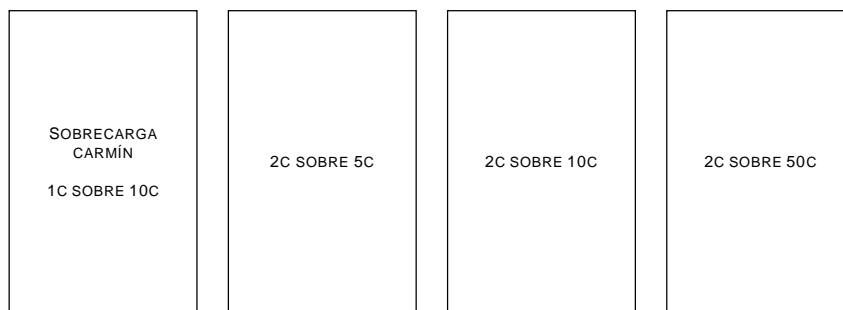 SOBRECARGA
CARMÍN
1C SOBRE 10C
2C SOBRE 5C
2C SOBRE 10C
2C SOBRE 50C